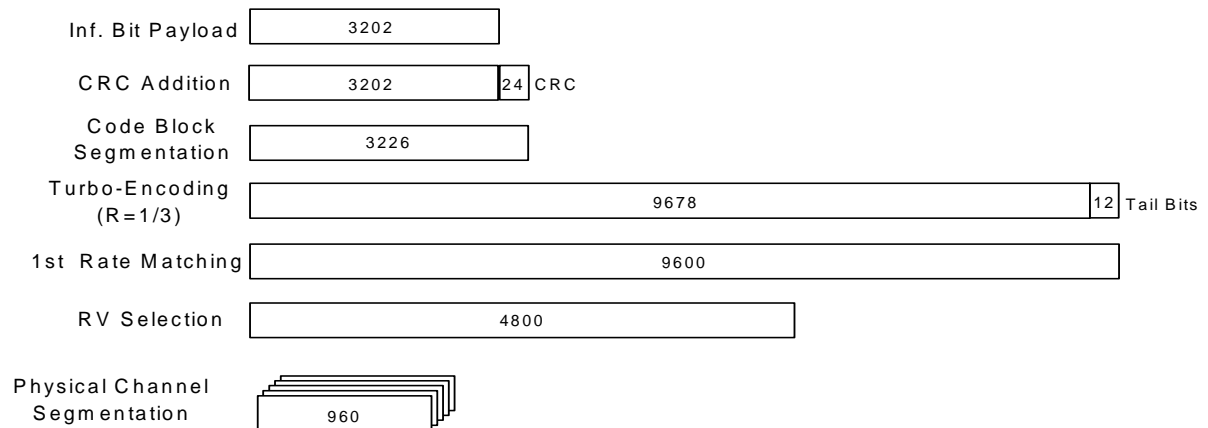 Inf. Bit Payload 3202
CRC Addition 3202 24 CRC
Code Block
Segmentation 3226
Turbo-Encoding
(R=1/3) 9678 12 Tail Bits
1st Rate Matching 9600
RV Selection 4800
Physical Channel
Segmentation 960